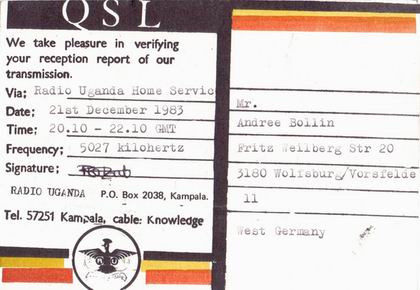 QSL
We take pleasure in verifying
your reception report of our
transmission.
Via; Radio Uganda Home Servic
Date; 21st December 1983
Time; 20.10 - 22.10 GMT
Frequency; 5027 kilohertz
Signature;
RADIO UGANDA P.O. Box 2038, Kampala.
Tel. 57251 Kampala, cable: Knowledge
Mr.
Andree Bollin
Fritz Weilberg Str 20
3180 Wolfsburg/Vorsfelde
11
West Germany